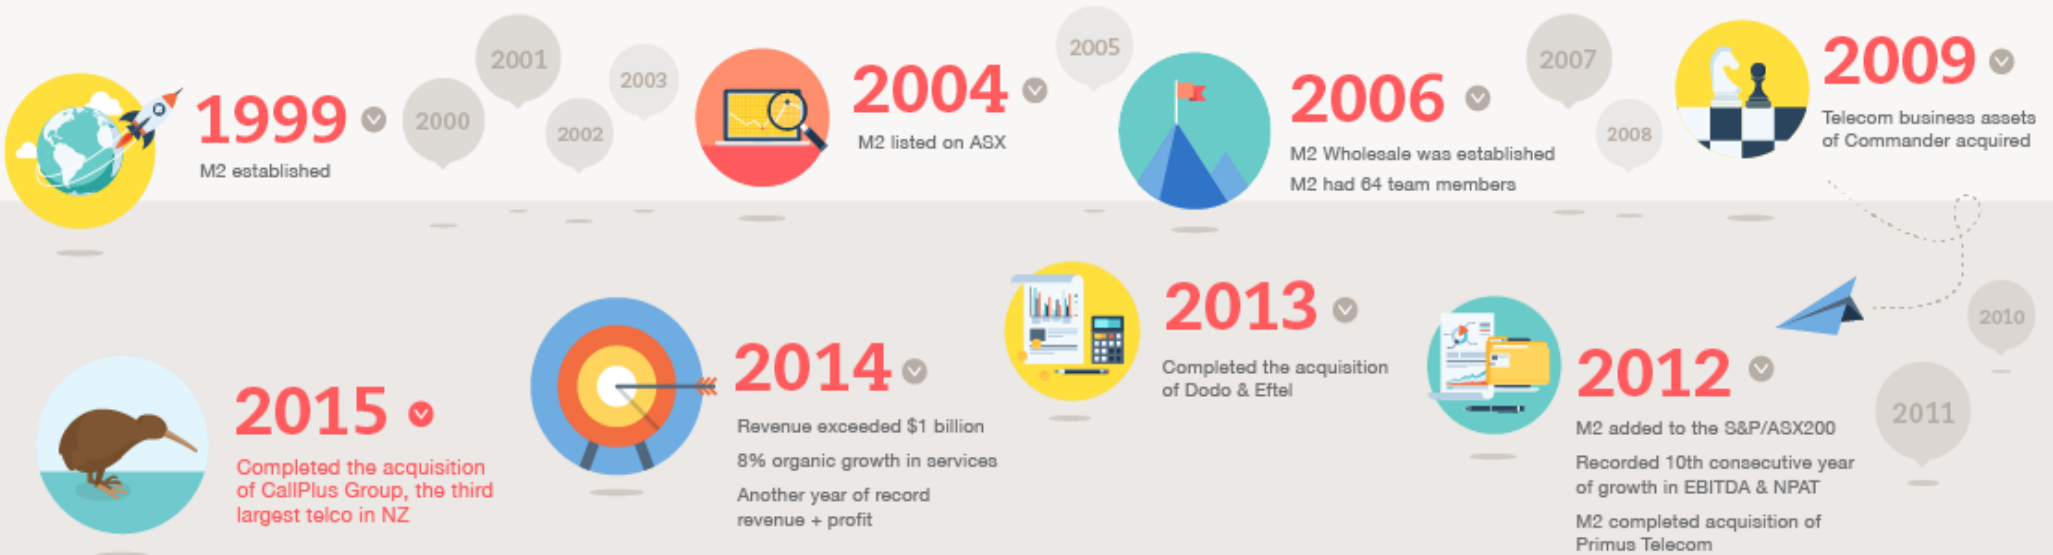 1999
M2 established
2000
2001
2002
2003
2004
M2 listed on ASX
2005
2006
M2 Wholesale was established
M2 had 64 team members
2007
2008
2009
Telecom business assets
of Commander acquired
2010
2011
2012
M2 added to the S&P/ASX200
Recorded 10th consecutive year
of growth in EBITDA & NPAT
M2 completed acquisition of
Primus Telecom
2013
Completed the acquisition
of Dodo & Eftel
2014
Revenue exceeded $1 billion
8% organic growth in services
Another year of record
revenue + profit
2015
Completed the acquisition
of CallPlus Group, the third
largest telco in NZ